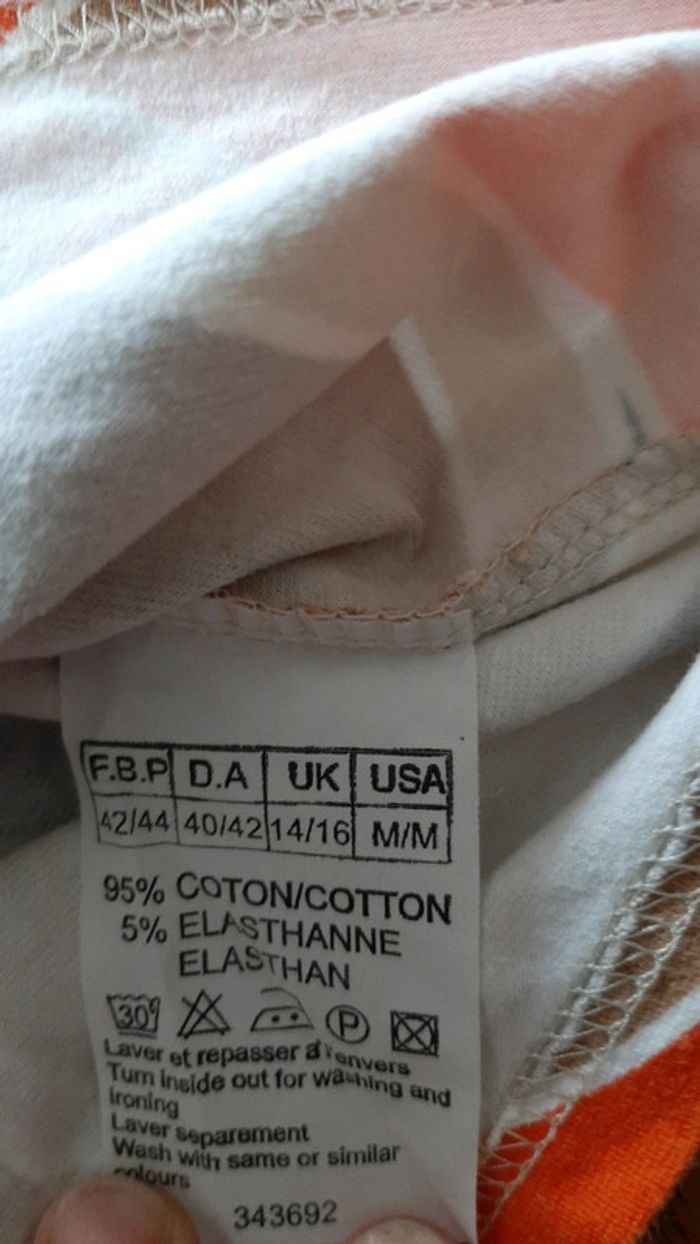 F.B.P D.A UK USA
42/44 40/42 14/16 M/M
95% COTON/COTTON
5% ELASTHANNE
ELASTHAN
30° P
Laver et repasser à l'envers
Turn inside out for washing and
ironing
Laver separement
Wash with same or similar
colours
343692